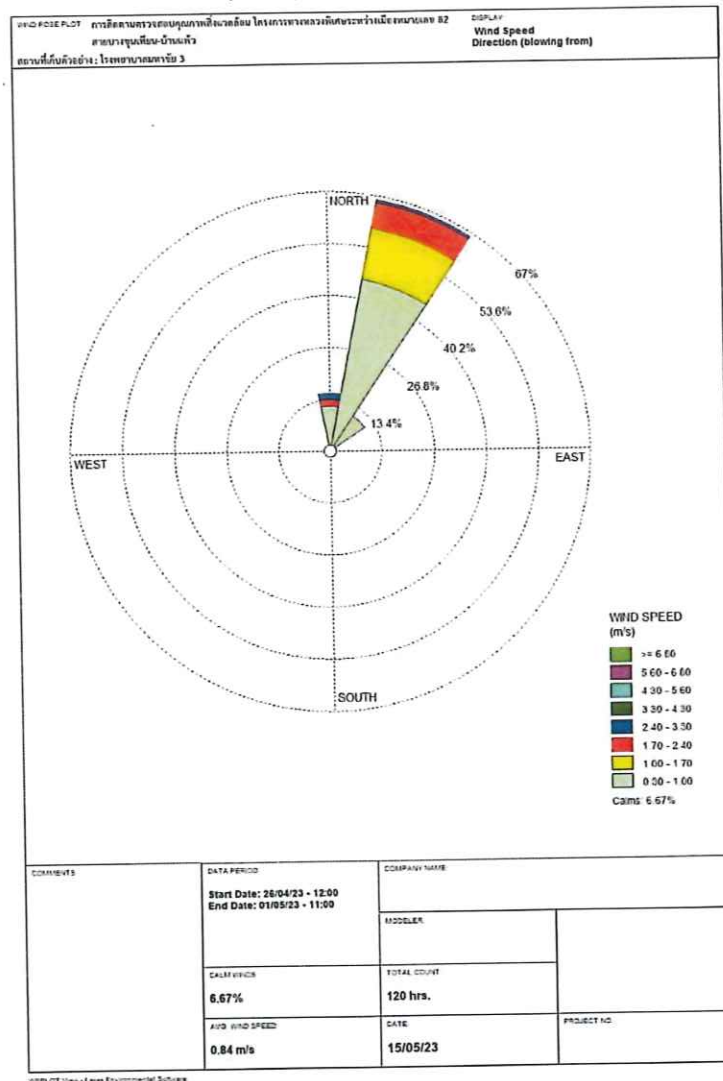 WIND ROSE PLOT
การติดตามตรวจสอบคุณภาพสิ่งแวดล้อม โครงการทางหลวงพิเศษระหว่างเมืองหมายเลข 82
สายบางขุนเทียน-บ้านแพ้ว
สถานที่เก็บตัวอย่าง : โรงพยาบาลมหาชัย 3
DISPLAY
Wind Speed
Direction (blowing from)
NORTH
67%
53.6%
40.2%
26.8%
13.4%
WEST
EAST
SOUTH
WIND SPEED
(m/s)
5.60 - 6.60
4.30 - 5.60
3.30 - 4.30
2.40 - 3.30
1.70 - 2.40
1.00 - 1.70
0.30 - 1.00
Calms: 6.67%
COMMENTS
DATA PERIOD
Start Date: 26/04/23 - 12:00
End Date: 01/05/23 - 11:00
COMPANY NAME
MODELER
CALM WINDS
6.67%
TOTAL COUNT
120 hrs.
AVG. WIND SPEED
0.84 m/s
DATE
15/05/23
PROJECT NO.
WRPLOT View - Lakes Environmental Software